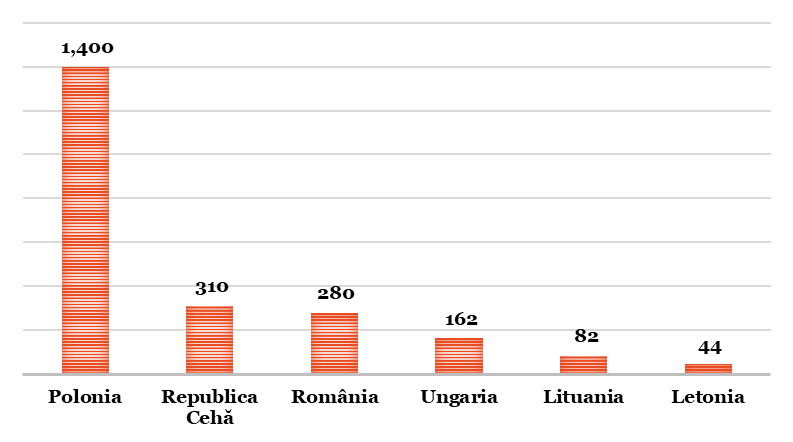 1,400
310
280
162
82
44
Polonia
Republica
Cehă
România
Ungaria
Lituania
Letonia